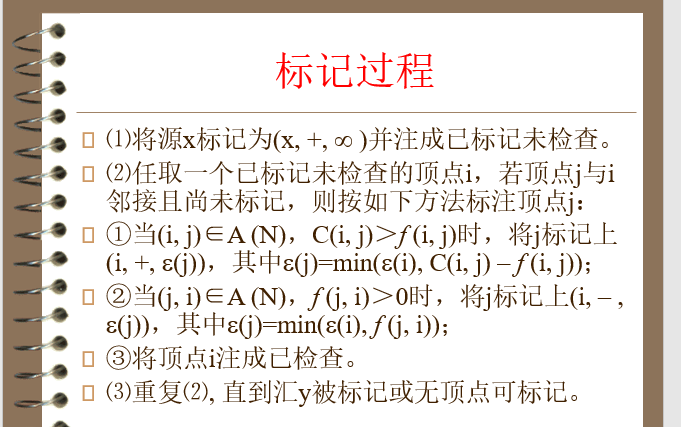 标记过程
⑴将源x标记为(x, +, ∞ )并注成已标记未检查。
⑵任取一个已标记未检查的顶点i，若顶点j与i
邻接且尚未标记，则按如下方法标注顶点j：
①当(i, j)∈A (N)，C(i, j)＞f (i, j)时，将j标记上
(i, +, ε(j))，其中ε(j)=min(ε(i), C(i, j) – f (i, j))；
②当(j, i)∈A (N)，f (j, i)＞0时，将j标记上(i, – ,
ε(j))，其中ε(j)=min(ε(i), f (j, i))；
③将顶点i注成已检查。
⑶重复⑵, 直到汇y被标记或无顶点可标记。